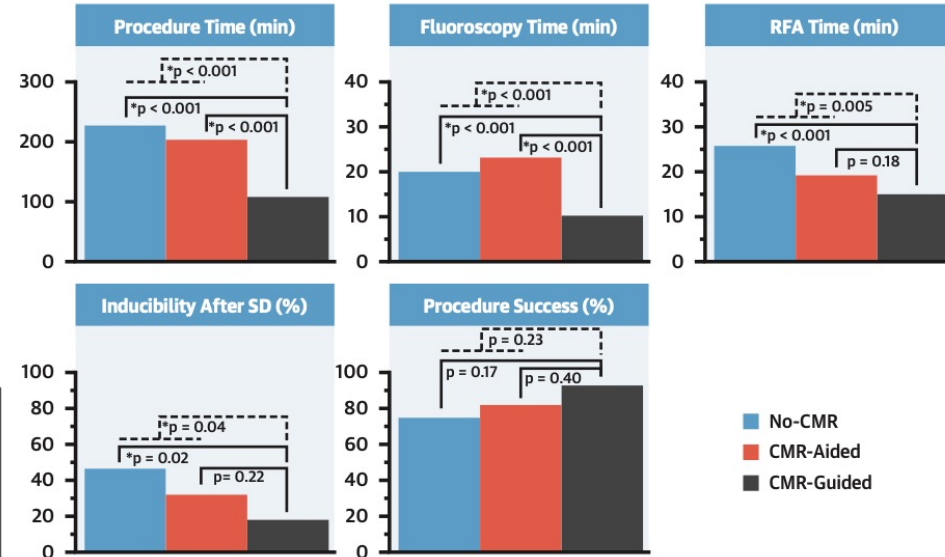 Procedure Time (min)
300
200
100
0
*p < 0.001
*p < 0.001
*p < 0.001
Fluoroscopy Time (min)
40
30
20
10
0
*p < 0.001
*p < 0.001
*p < 0.001
RFA Time (min)
40
30
20
10
0
*p = 0.005
*p < 0.001
p = 0.18
Inducibility After SD (%)
100
80
60
40
20
0
*p = 0.04
*p = 0.02
p= 0.22
Procedure Success (%)
100
80
60
40
20
0
p = 0.23
p = 0.17
p = 0.40
No-CMR
CMR-Aided
CMR-Guided